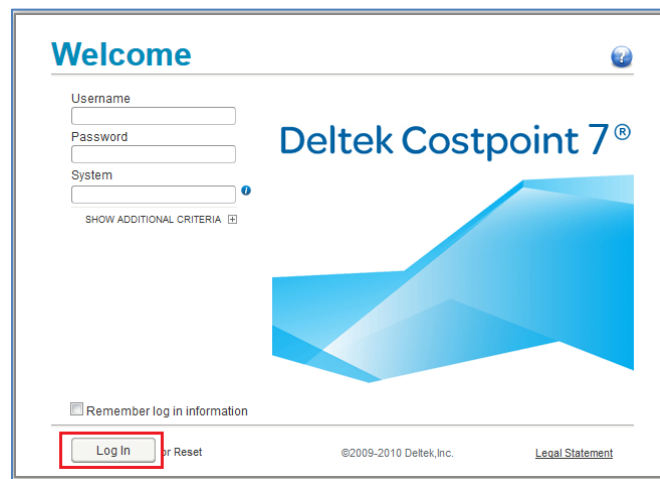 Welcome
?
Username
Password
Deltek Costpoint 7®
System
i
SHOW ADDITIONAL CRITERIA +
Remember log in information
Log In or Reset
©2009-2010 Deltek,Inc.
Legal Statement